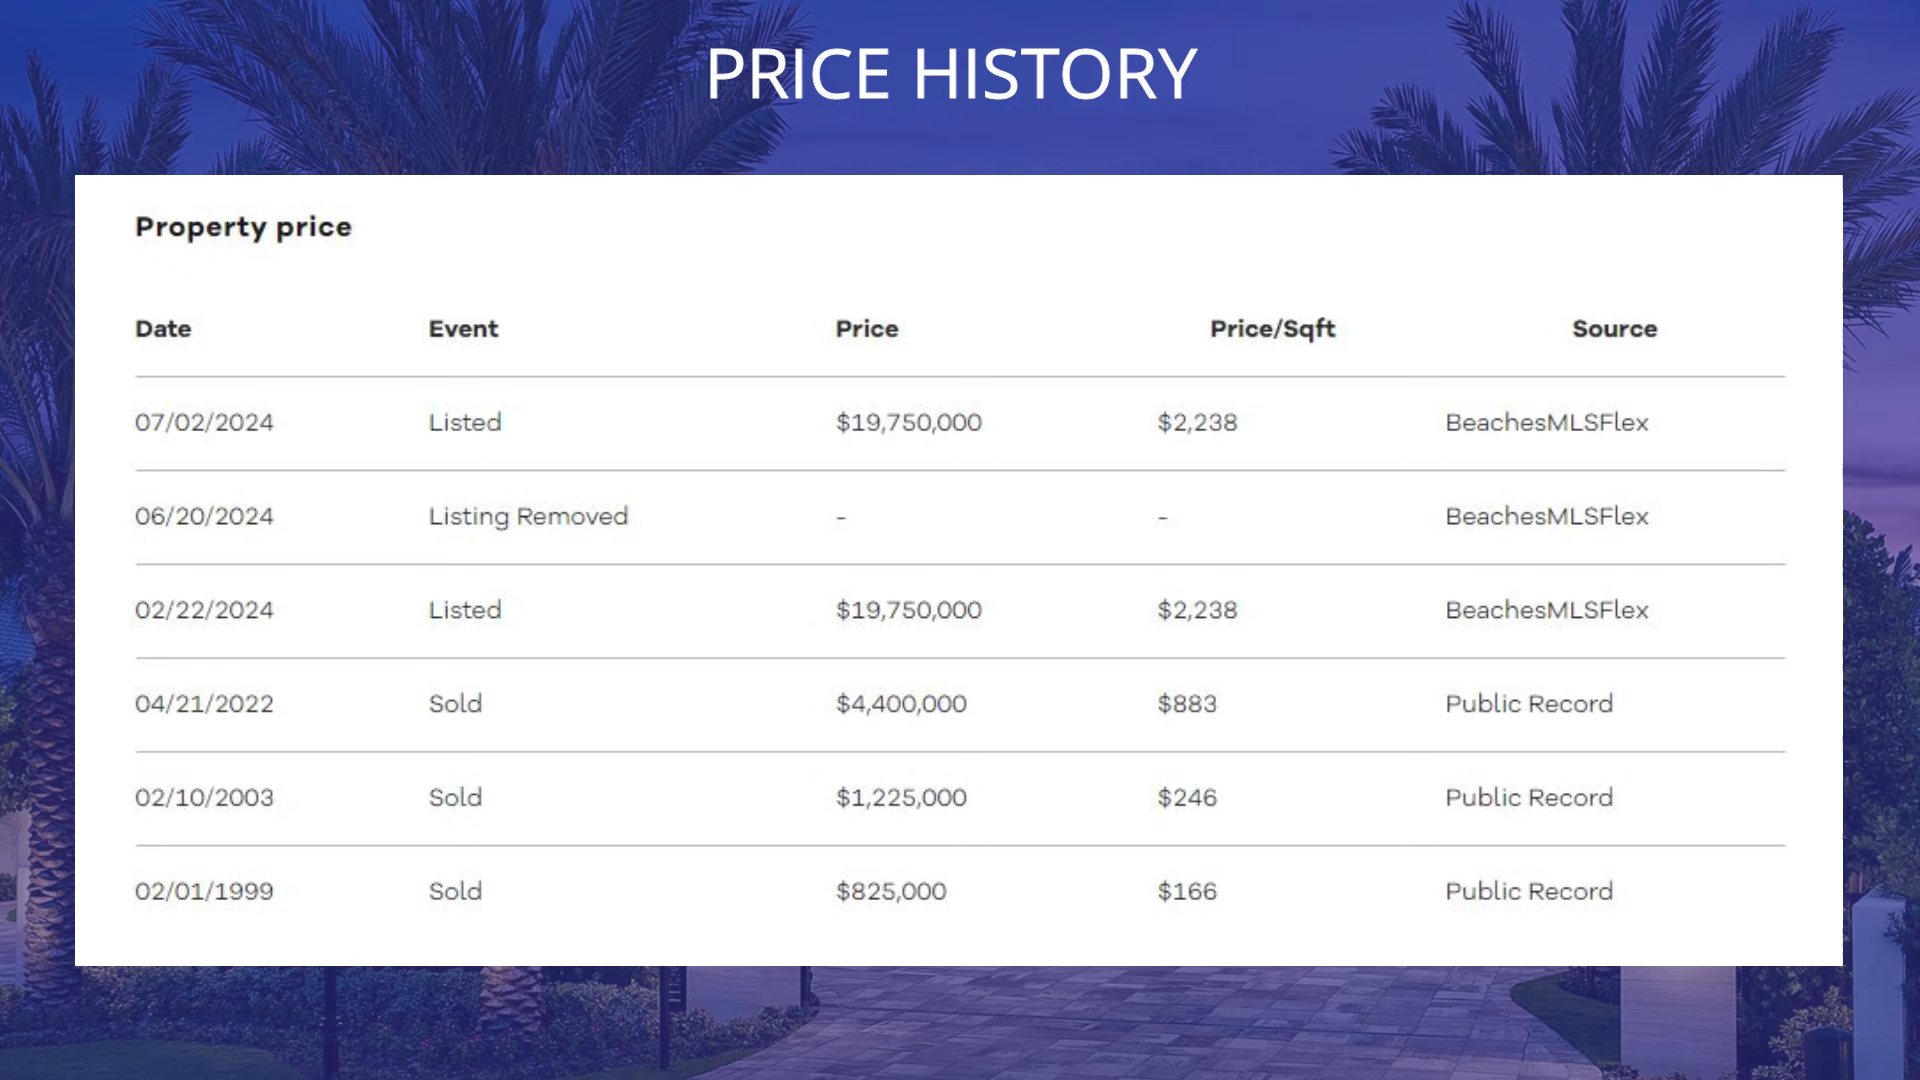 PRICE HISTORY
Property price
Date Event Price Price/Sqft Source
07/02/2024 Listed $19,750,000 $2,238 BeachesMLSFlex
06/20/2024 Listing Removed - - BeachesMLSFlex
02/22/2024 Listed $19,750,000 $2,238 BeachesMLSFlex
04/21/2022 Sold $4,400,000 $883 Public Record
02/10/2003 Sold $1,225,000 $246 Public Record
02/01/1999 Sold $825,000 $166 Public Record